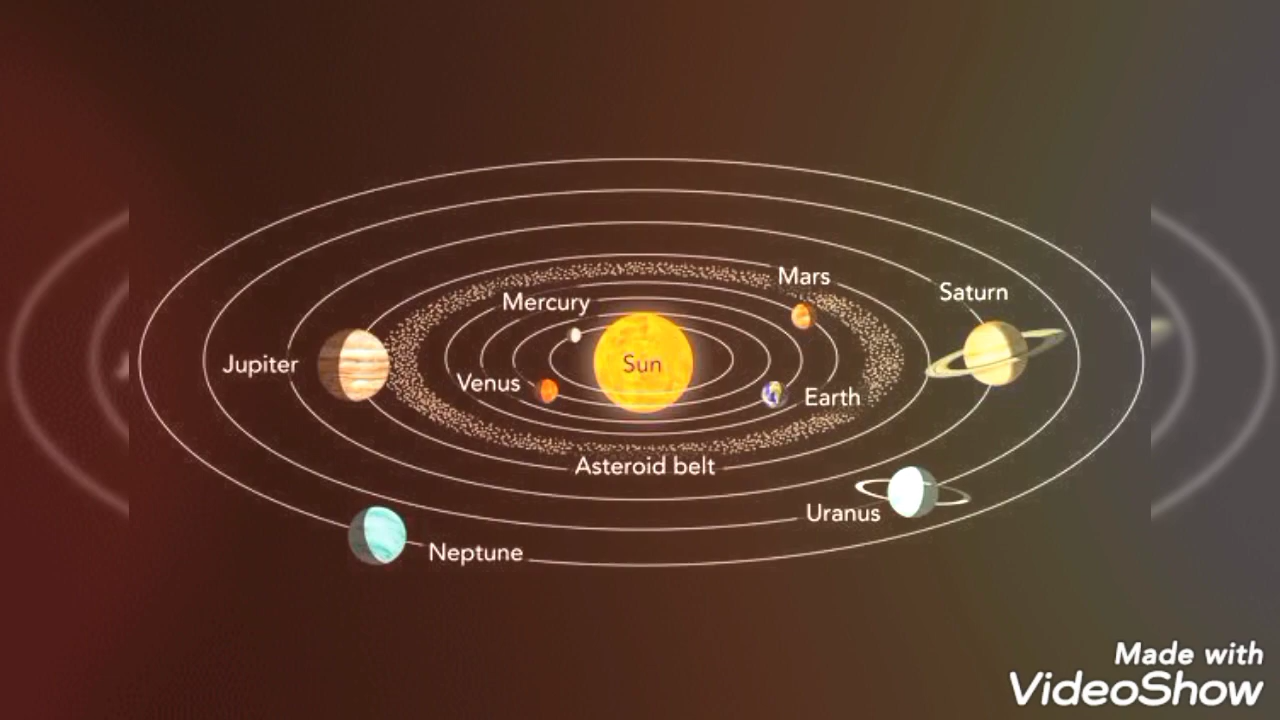 Mars
Saturn
Mercury
Jupiter
Sun
Venus
Earth
Asteroid belt
Uranus
Neptune
Made with
VideoShow